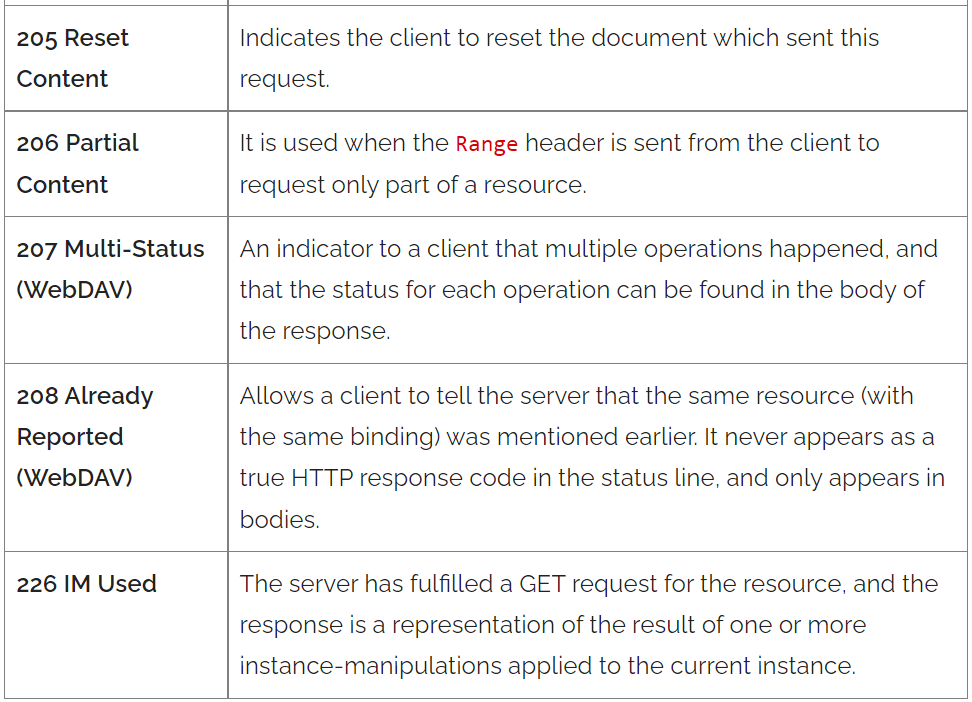 205 Reset
Content
Indicates the client to reset the document which sent this
request.
206 Partial
Content
It is used when the Range header is sent from the client to
request only part of a resource.
207 Multi-Status
(WebDAV)
An indicator to a client that multiple operations happened, and
that the status for each operation can be found in the body of
the response.
208 Already
Reported
(WebDAV)
Allows a client to tell the server that the same resource (with
the same binding) was mentioned earlier. It never appears as a
true HTTP response code in the status line, and only appears in
bodies.
226 IM Used
The server has fulfilled a GET request for the resource, and the
response is a representation of the result of one or more
instance-manipulations applied to the current instance.